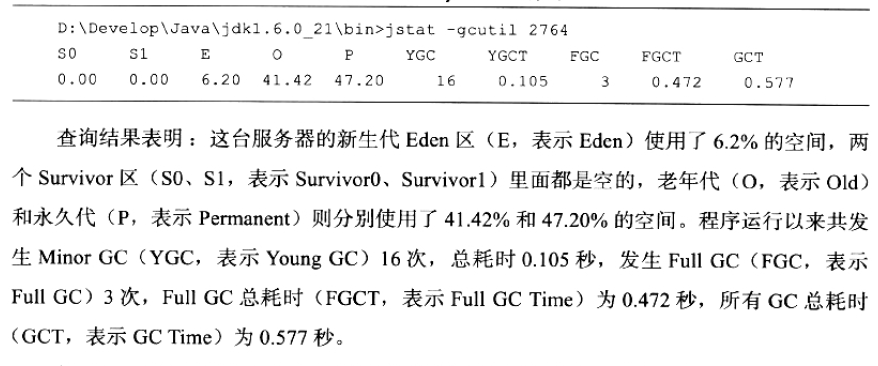 D:\Develop\Java\jdk1.6.0_21\bin>jstat -gcutil 2764
S0 S1 E O P YGC YGCT FGC FGCT GCT
0.00 0.00 6.20 41.42 47.20 16 0.105 3 0.472 0.577
查询结果表明：这台服务器的新生代 Eden 区（E，表示 Eden）使用了 6.2% 的空间，两
个 Survivor 区（S0、S1，表示 Survivor0、Survivor1）里面都是空的，老年代（O，表示 Old）
和永久代（P，表示 Permanent）则分别使用了 41.42% 和 47.20% 的空间。程序运行以来共发
生 Minor GC（YGC，表示 Young GC）16 次，总耗时 0.105 秒，发生 Full GC（FGC，表示
Full GC）3 次，Full GC 总耗时（FGCT，表示 Full GC Time）为 0.472 秒，所有 GC 总耗时
（GCT，表示 GC Time）为 0.577 秒。